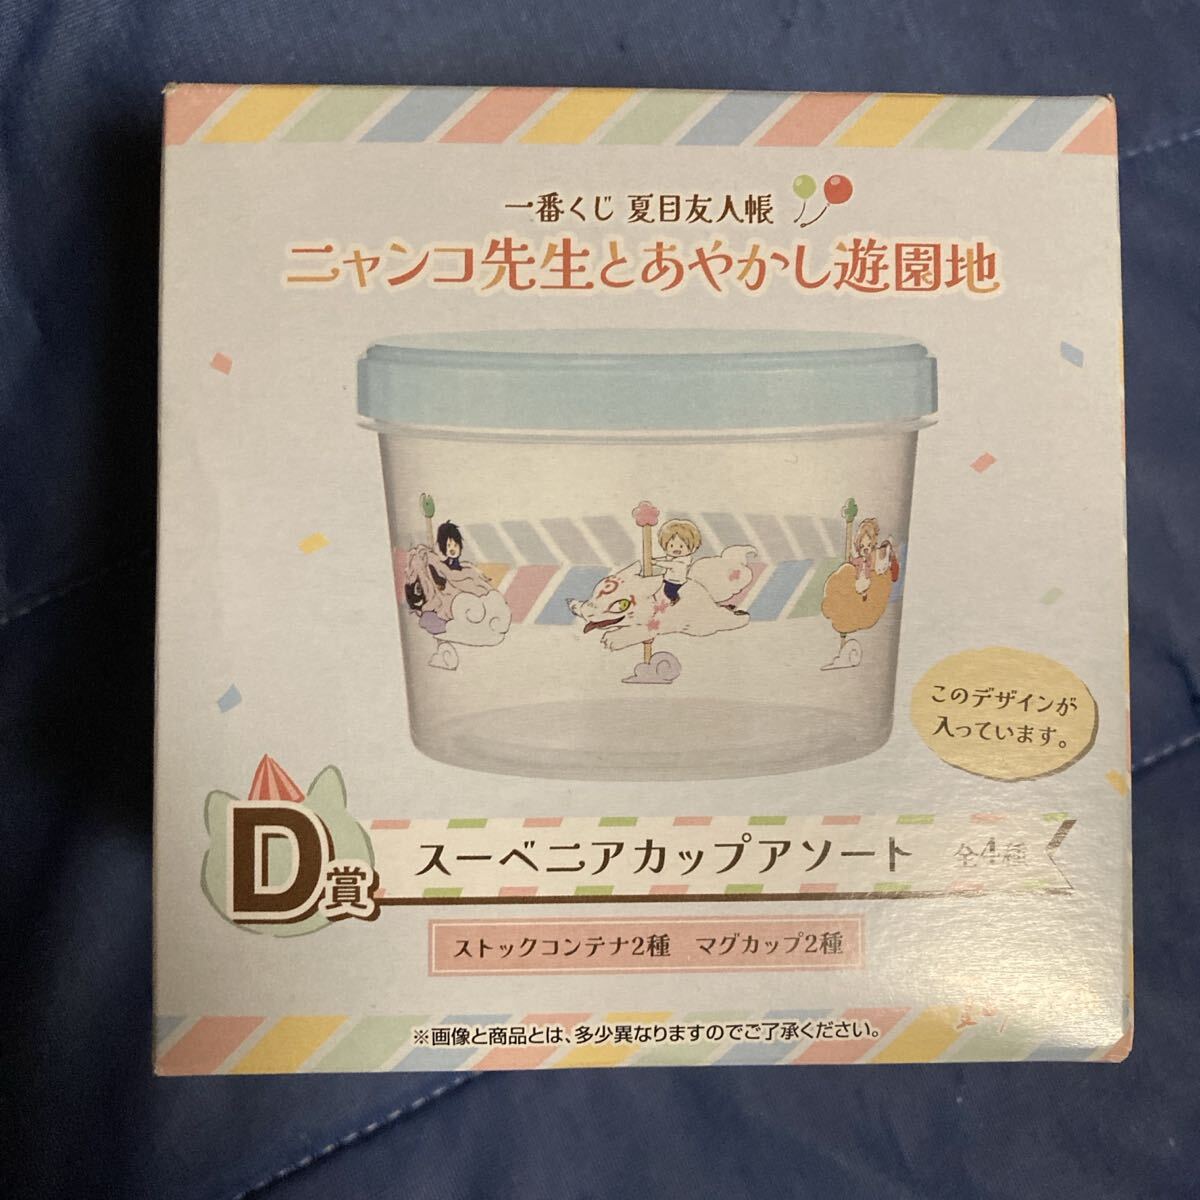 一番くじ 夏目友人帳
ニャンコ先生とあやかし遊園地
このデザインが
入っています。
D賞
スーベニアカップアソート 全4種
ストックコンテナ2種 マグカップ2種
※画像と商品とは、多少異なりますのでご了承ください。